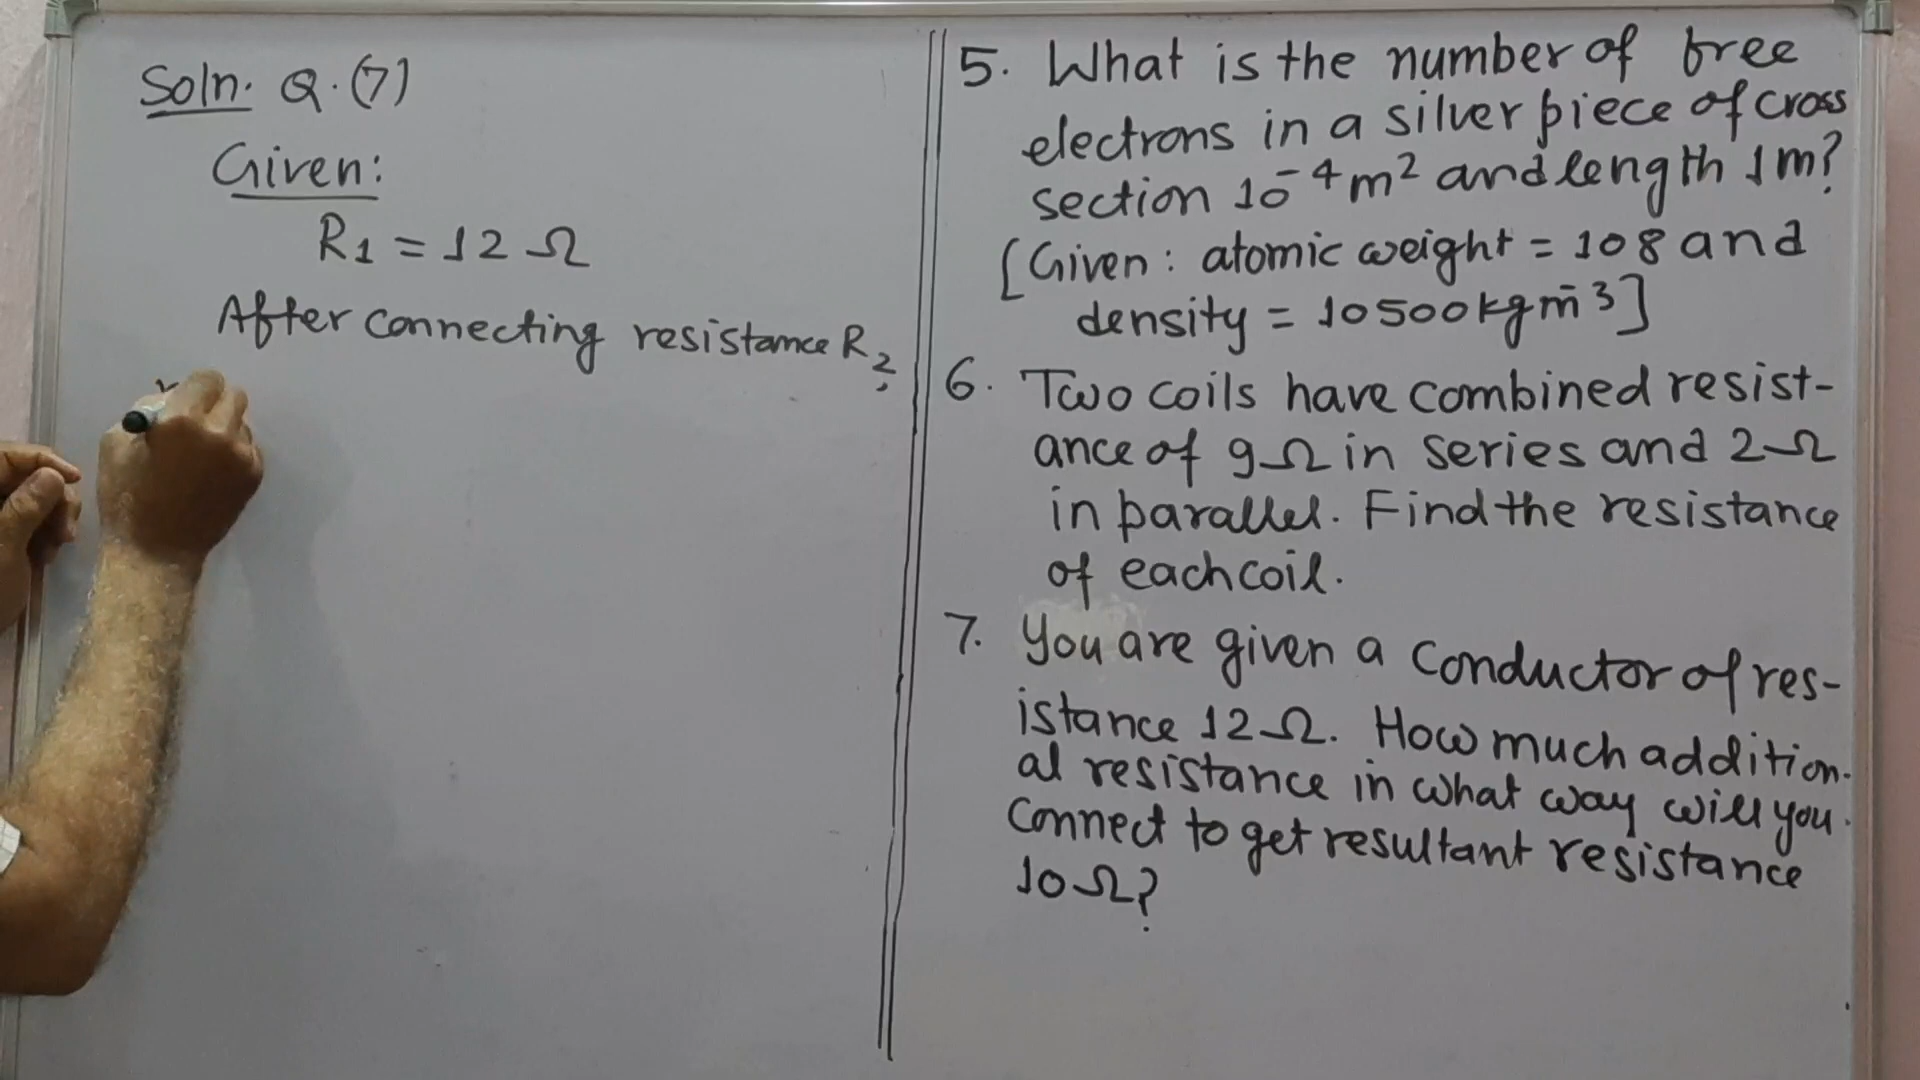 Soln. Q.(7)
Given:
R1 = 12 Ω
After connecting resistance R2,
5. What is the number of free
electrons in a silver piece of cross
section 10⁻⁴ m² and length 1m?
[Given: atomic weight = 108 and
density = 10500 kg m⁻³]
6. Two coils have combined resist-
ance of 9Ω in series and 2Ω
in parallel. Find the resistance
of each coil.
7. You are given a conductor of res-
istance 12Ω. How much addition-
al resistance in what way will you
connect to get resultant resistance
10Ω?